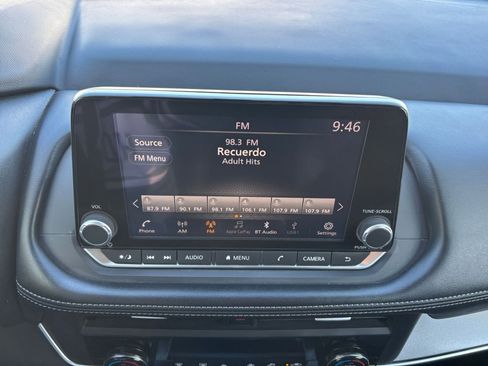 FM
9:46
Source
98.3 FM
Recuerdo
FM Menu
Adult Hits
87.9 FM 90.1 FM 98.1 FM 106.1 FM 107.9 FM 107.9 FM
VOL
TUNE·SCROLL
Phone AM FM Apple CarPlay BT Audio USB1 Settings
PUSH
AUDIO MENU CAMERA